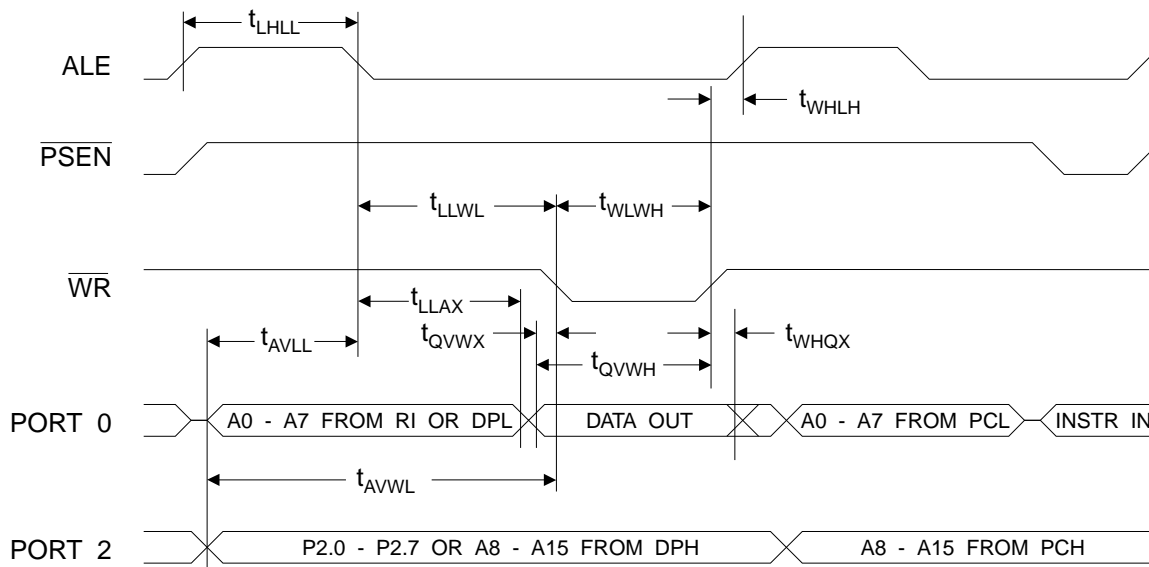 tLHLL
ALE
tWHLH
PSEN
tLLWL
tWLWH
WR
tLLAX
tAVLL
tQVWX
tWHQX
tQVWH
PORT 0
A0 - A7 FROM RI OR DPL
DATA OUT
A0 - A7 FROM PCL
INSTR IN
tAVWL
PORT 2
P2.0 - P2.7 OR A8 - A15 FROM DPH
A8 - A15 FROM PCH